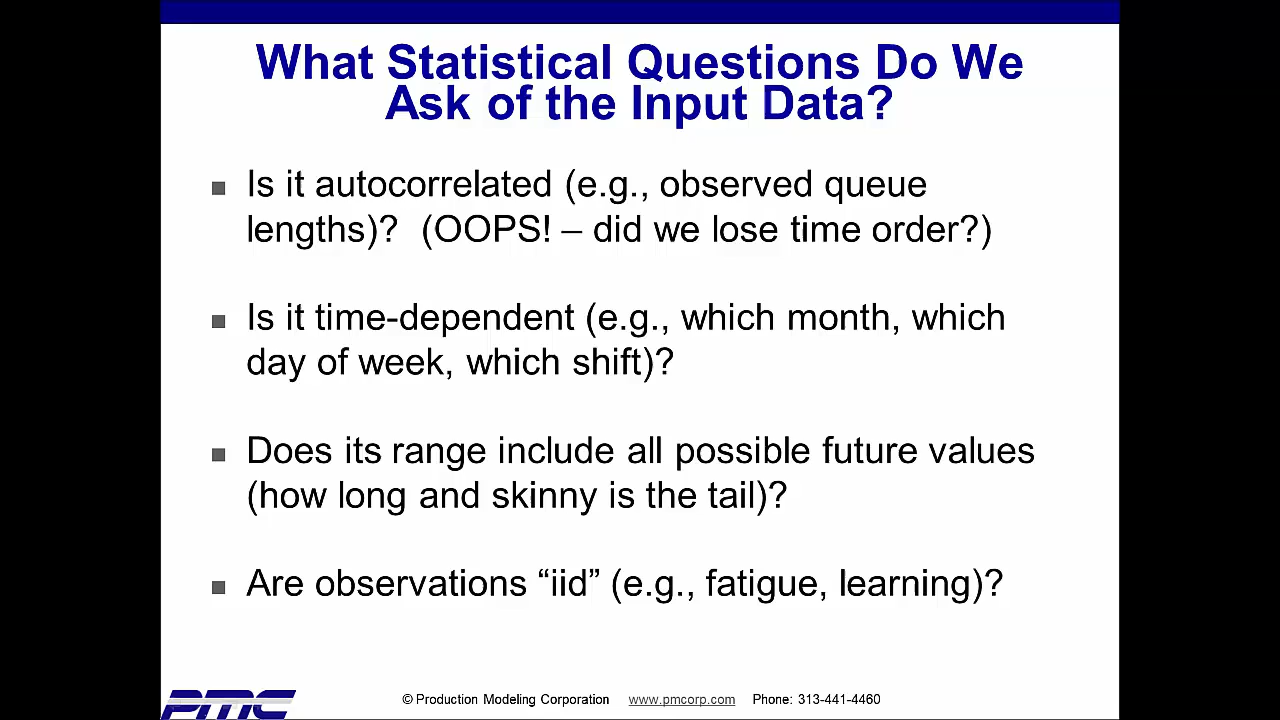 What Statistical Questions Do We
Ask of the Input Data?
▪ Is it autocorrelated (e.g., observed queue
lengths)?  (OOPS! – did we lose time order?)
▪ Is it time-dependent (e.g., which month, which
day of week, which shift)?
▪ Does its range include all possible future values
(how long and skinny is the tail)?
▪ Are observations “iid” (e.g., fatigue, learning)?
PMC
© Production Modeling Corporation www.pmcorp.com Phone: 313-441-4460